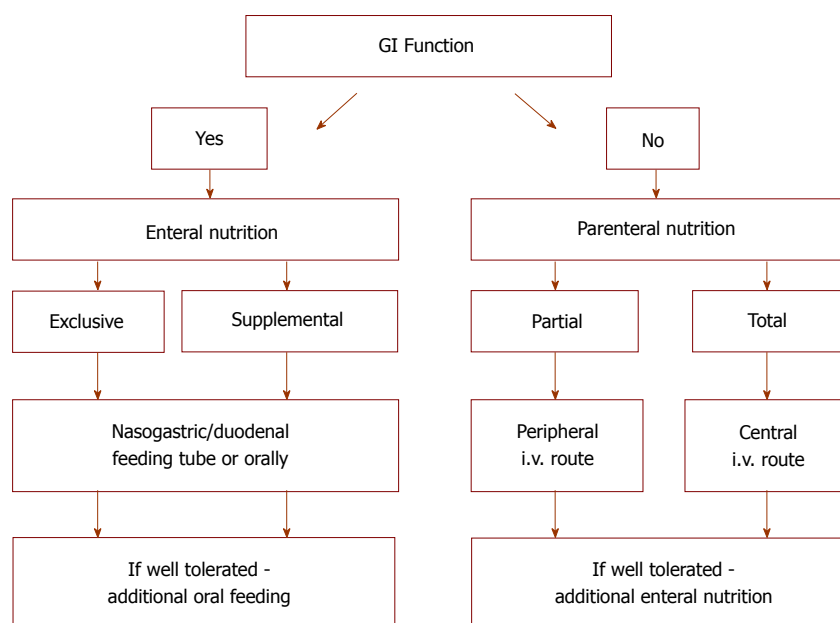 GI Function
Yes
No
Enteral nutrition
Parenteral nutrition
Exclusive
Supplemental
Partial
Total
Nasogastric/duodenal
feeding tube or orally
Peripheral
i.v. route
Central
i.v. route
If well tolerated -
additional oral feeding
If well tolerated -
additional enteral nutrition